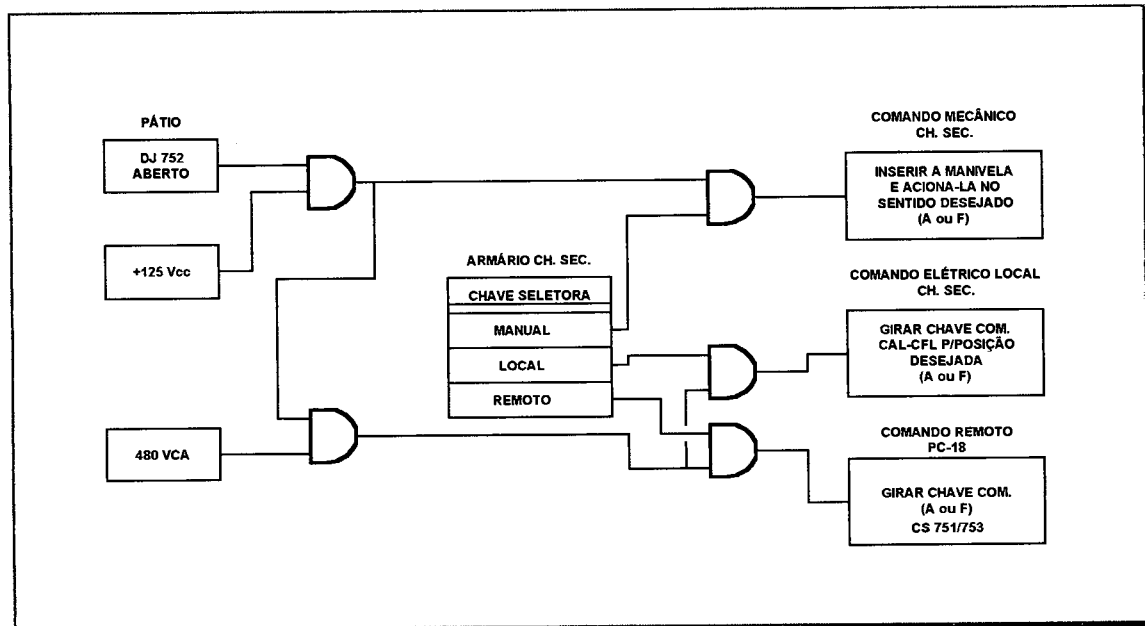 PÁTIO
DJ 752
ABERTO
+125 Vcc
480 VCA
ARMÁRIO CH. SEC.
CHAVE SELETORA
MANUAL
LOCAL
REMOTO
COMANDO MECÂNICO
CH. SEC.
INSERIR A MANIVELA
E ACIONA-LA NO
SENTIDO DESEJADO
(A ou F)
COMANDO ELÉTRICO LOCAL
CH. SEC.
GIRAR CHAVE COM.
CAL-CFL P/POSIÇÃO
DESEJADA
(A ou F)
COMANDO REMOTO
PC-18
GIRAR CHAVE COM.
(A ou F)
CS 751/753